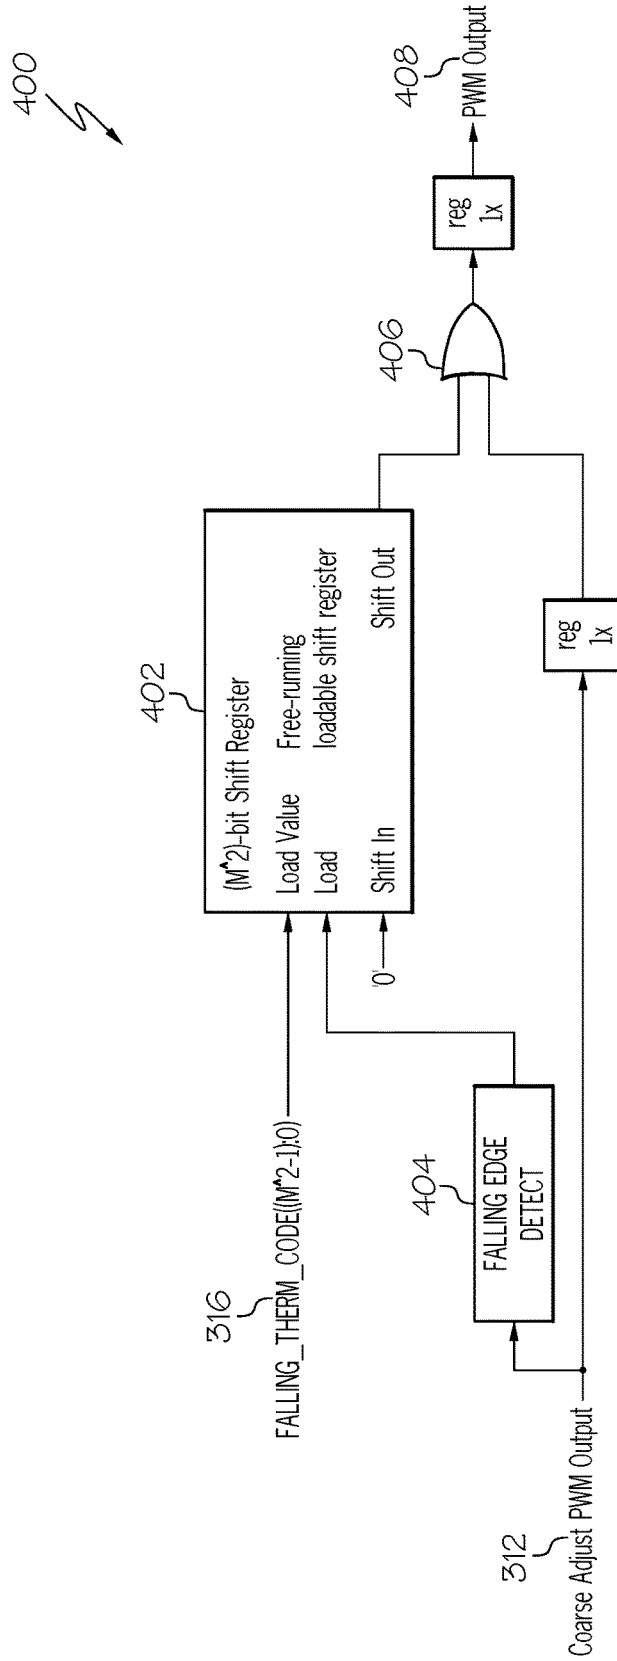 400
402
(M^2)-bit Shift Register
Load Value
Free-running
Load
loadable shift register
Shift In
Shift Out
316
FALLING_THERM_CODE((M^2-1):0)
'0'
404
FALLING EDGE
DETECT
312
Coarse Adjust PWM Output
reg
1x
406
reg
1x
408
PWM Output